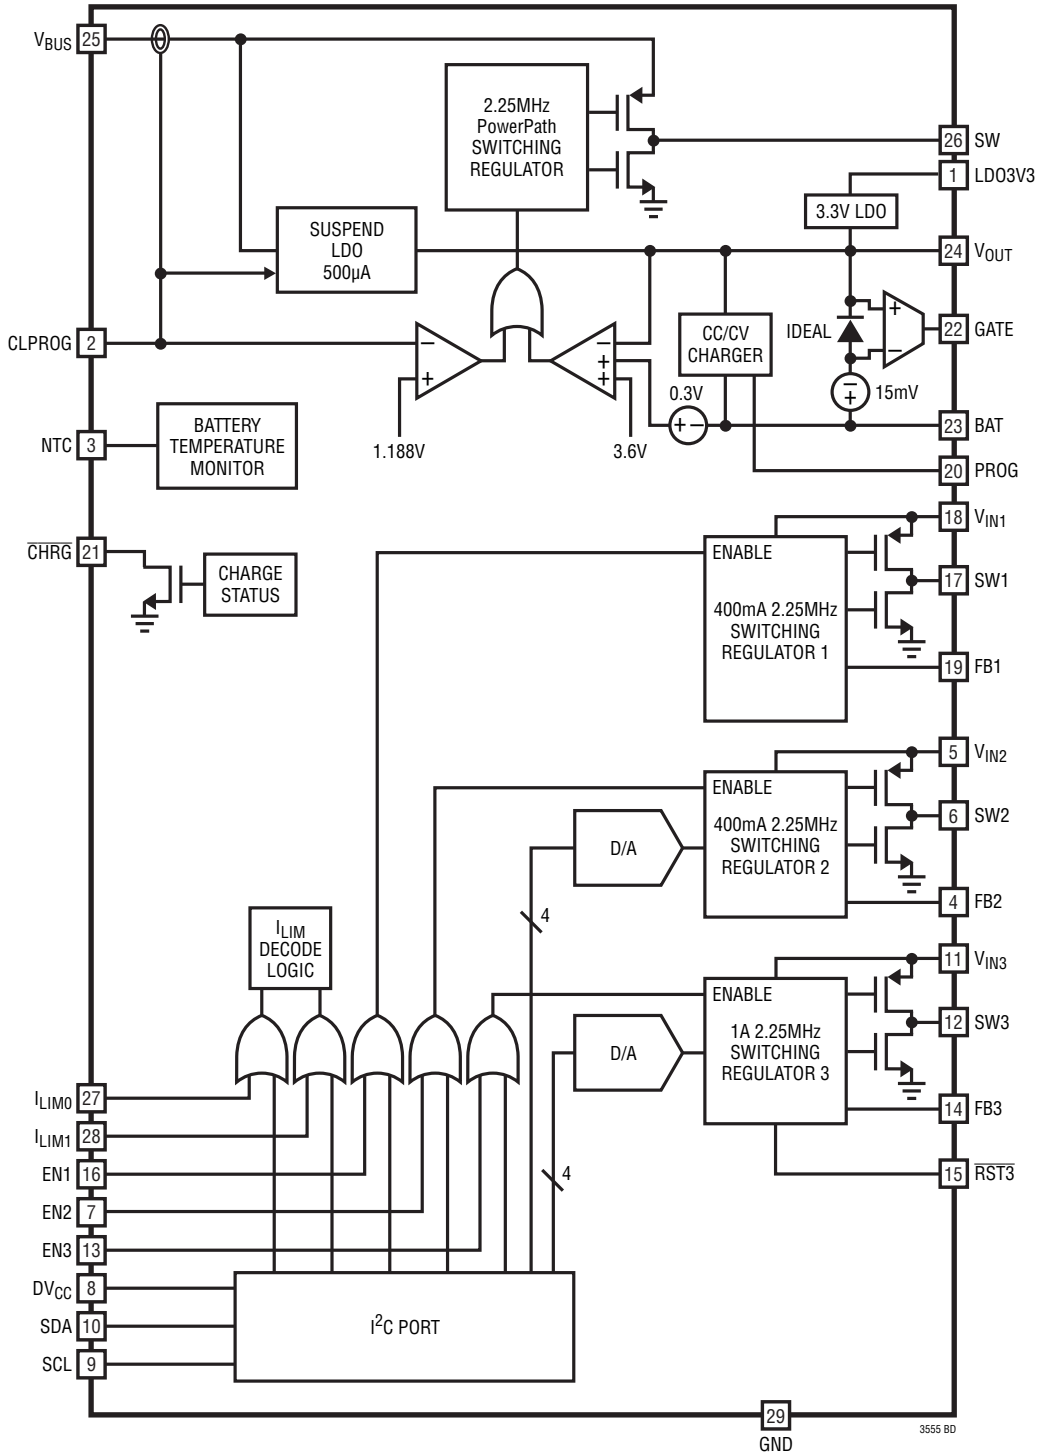 VBUS 25
2.25MHz
PowerPath
SWITCHING
REGULATOR
26 SW
1 LDO3V3
3.3V LDO
SUSPEND
LDO
500µA
24 VOUT
CLPROG 2
−
+
−
+
+
CC/CV
CHARGER
IDEAL
+
−
22 GATE
0.3V
+ −
−
+
15mV
1.188V
3.6V
23 BAT
20 PROG
NTC 3
BATTERY
TEMPERATURE
MONITOR
18 VIN1
CHRG 21
CHARGE
STATUS
ENABLE
400mA 2.25MHz
SWITCHING
REGULATOR 1
17 SW1
19 FB1
5 VIN2
ENABLE
400mA 2.25MHz
SWITCHING
REGULATOR 2
6 SW2
D/A
4 FB2
4
ILIM
DECODE
LOGIC
11 VIN3
ENABLE
1A 2.25MHz
SWITCHING
REGULATOR 3
12 SW3
D/A
14 FB3
15 RST3
4
ILIM0 27
ILIM1 28
EN1 16
EN2 7
EN3 13
DVCC 8
SDA 10
SCL 9
I2C PORT
29
GND
3555 BD